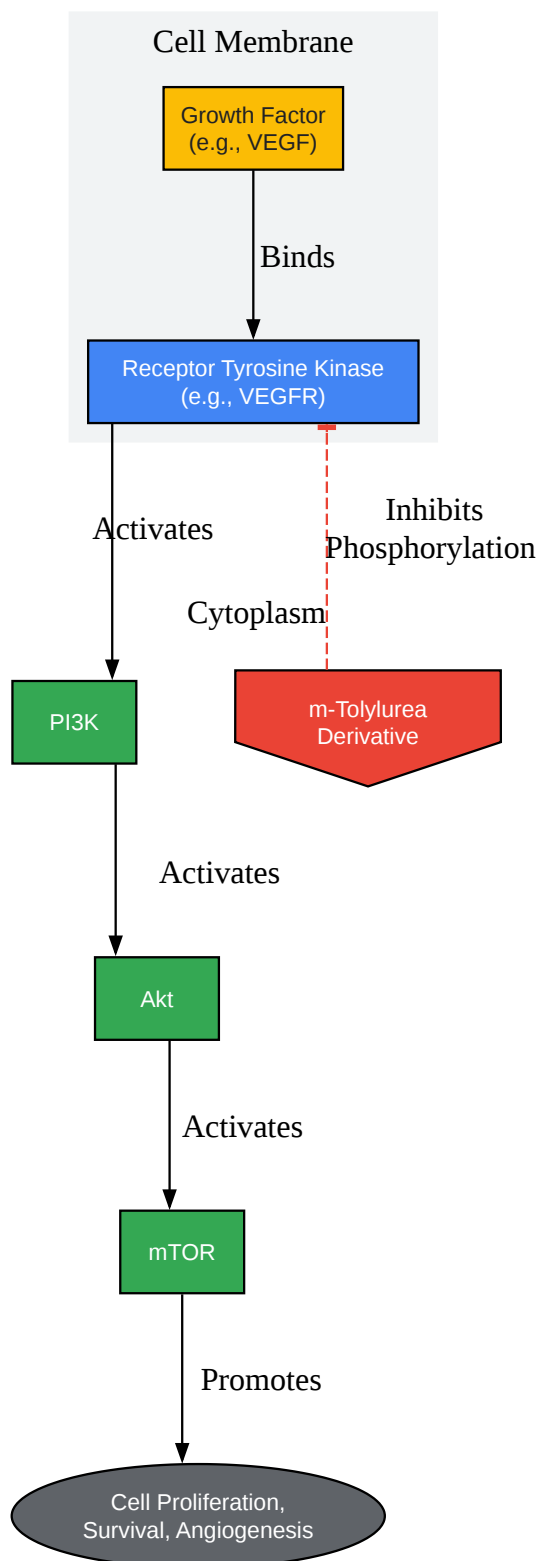 Cell Membrane
Growth Factor
(e.g., VEGF)
Binds
Receptor Tyrosine Kinase
(e.g., VEGFR)
Activates
Inhibits
Phosphorylation
Cytoplasm
PI3K
m-Tolylurea
Derivative
Activates
Akt
Activates
mTOR
Promotes
Cell Proliferation,
Survival, Angiogenesis